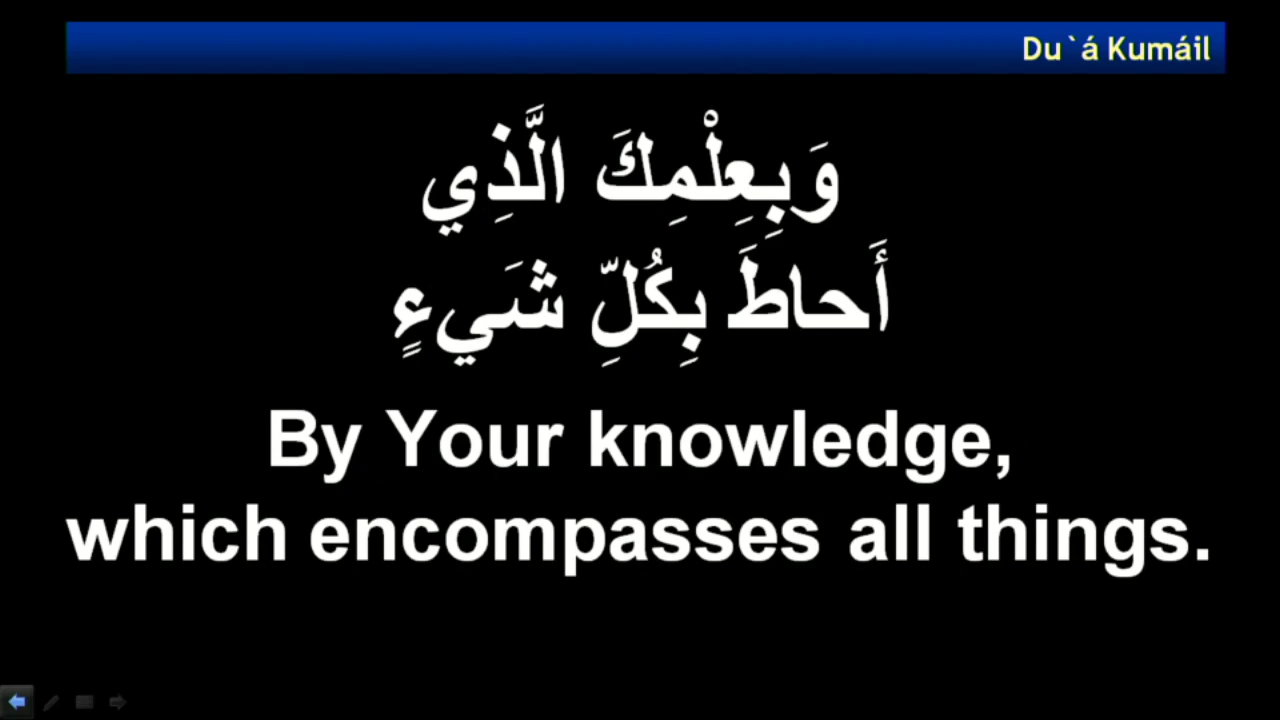 Du`á Kumáil
وَبِعِلْمِكَ الَّذِي
أَحاطَ بِكُلِّ شَيءٍ
By Your knowledge,
which encompasses all things.